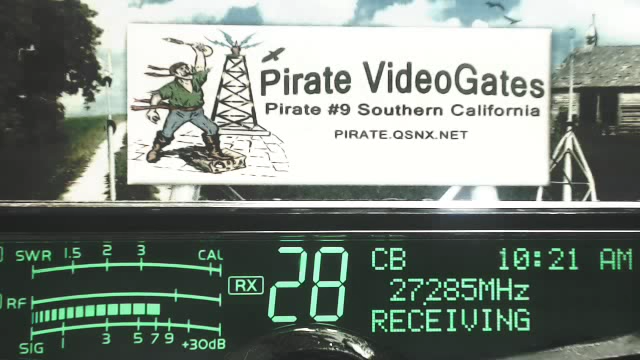 Pirate VideoGates
Pirate #9 Southern California
PIRATE.QSNX.NET
SWR 1.5 2 3 CAL
RX
28
CB 10:21 AM
27285MHz
RECEIVING
RF
SIG 1 3 5 7 9 +30dB